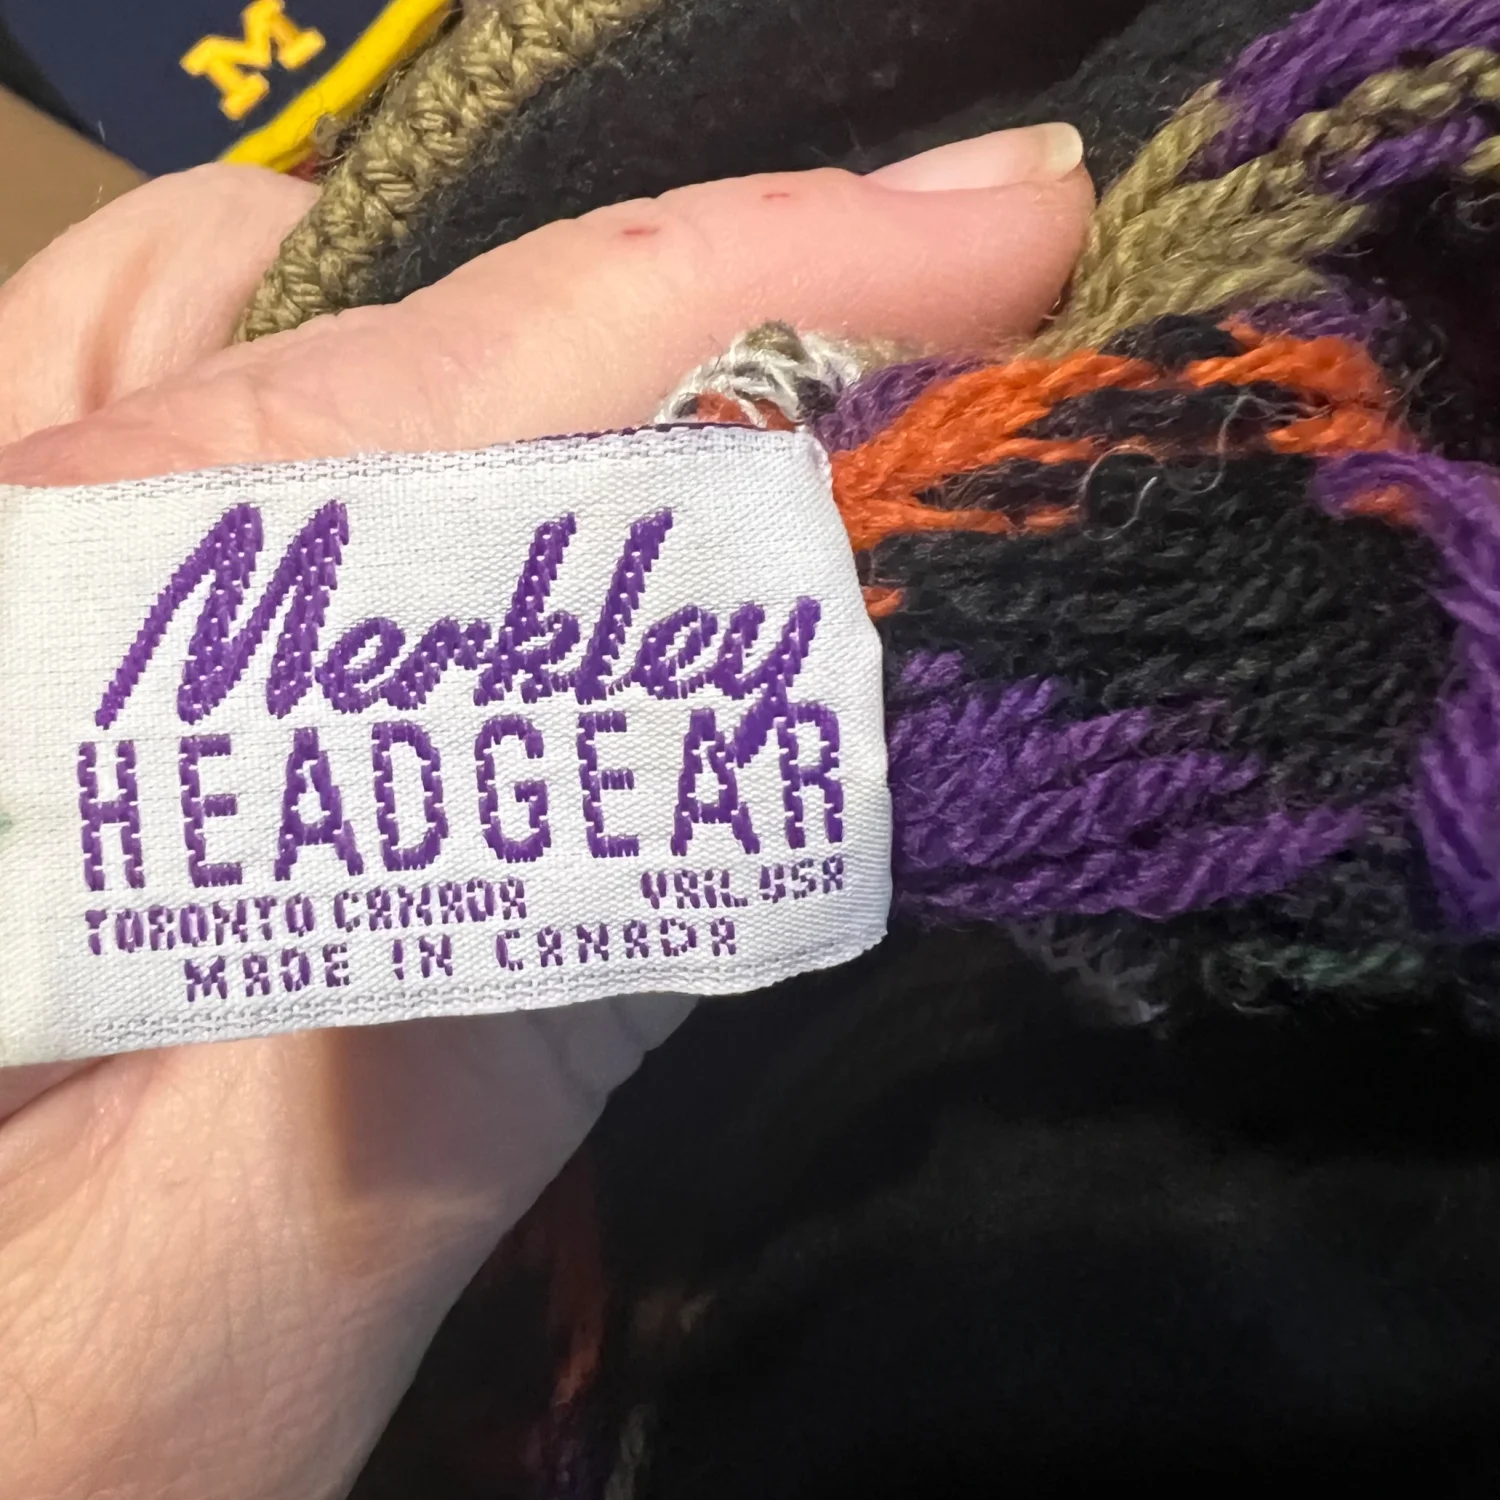 M
Merkley
HEADGEAR
TORONTO CANADA VAIL USA
MADE IN CANADA